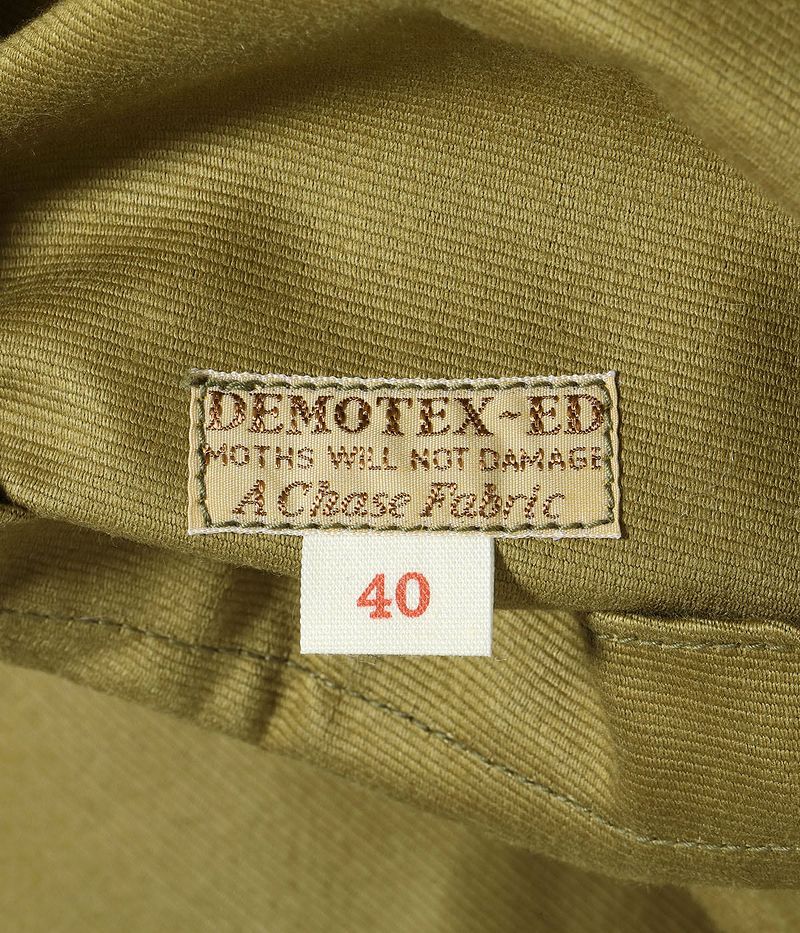 DEMOTEX-ED
MOTHS WILL NOT DAMAGE
A Chase Fabric
40